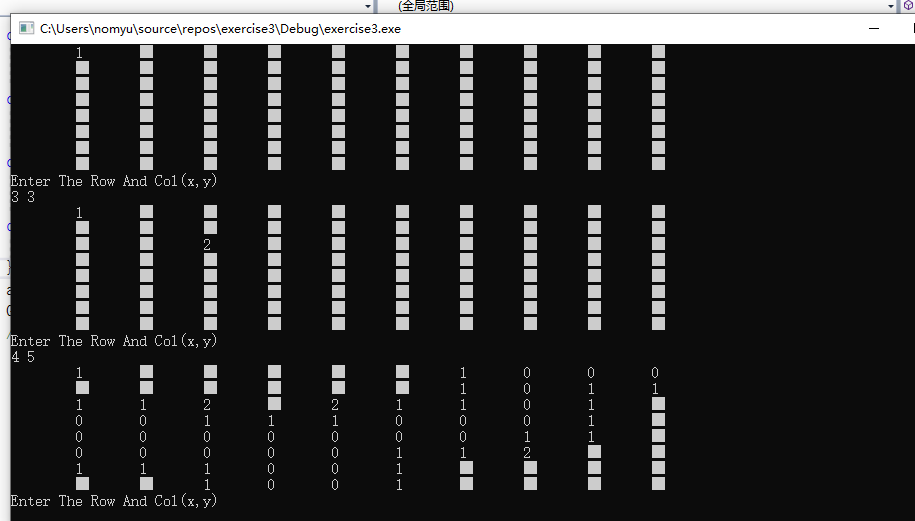 (全局范围)
C:\Users\nomyu\source\repos\exercise3\Debug\exercise3.exe
1
Enter The Row And Col(x,y)
3 3
1
2
Enter The Row And Col(x,y)
4 5
1 1 0 0 0
1 0 1 1
1 1 2 2 1 1 0 1
0 0 1 1 1 0 0 0 1
0 0 0 0 0 0 0 1 1
0 0 0 0 0 1 1 2
1 1 1 0 0 1
1 0 0 1
Enter The Row And Col(x,y)